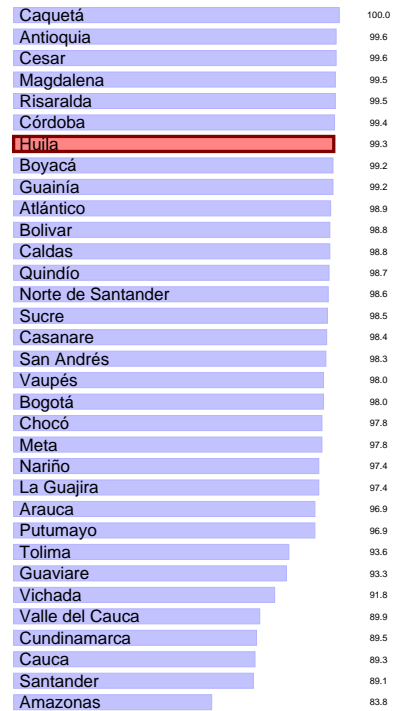 Caquetá 100.0
Antioquia 99.6
Cesar 99.6
Magdalena 99.5
Risaralda 99.5
Córdoba 99.4
Huila 99.3
Boyacá 99.2
Guainía 99.2
Atlántico 98.9
Bolivar 98.8
Caldas 98.8
Quindío 98.7
Norte de Santander 98.6
Sucre 98.5
Casanare 98.4
San Andrés 98.3
Vaupés 98.0
Bogotá 98.0
Chocó 97.8
Meta 97.8
Nariño 97.4
La Guajira 97.4
Arauca 96.9
Putumayo 96.9
Tolima 93.6
Guaviare 93.3
Vichada 91.8
Valle del Cauca 89.9
Cundinamarca 89.5
Cauca 89.3
Santander 89.1
Amazonas 83.8